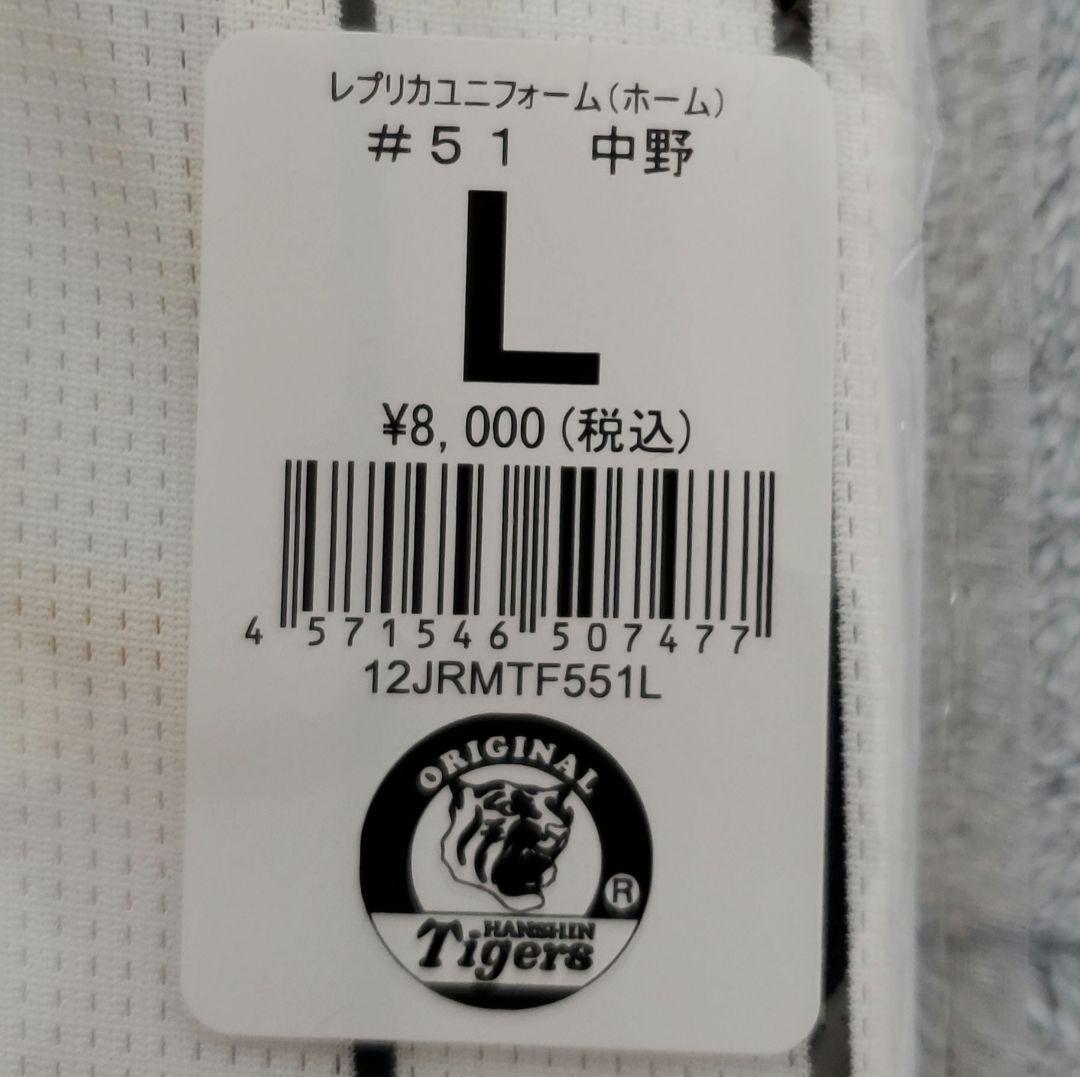 レプリカユニフォーム(ホーム)
#51 中野
L
¥8,000(税込)
4 571546 507477
12JRMTF551L
ORIGINAL
®
HANSHIN
Tigers